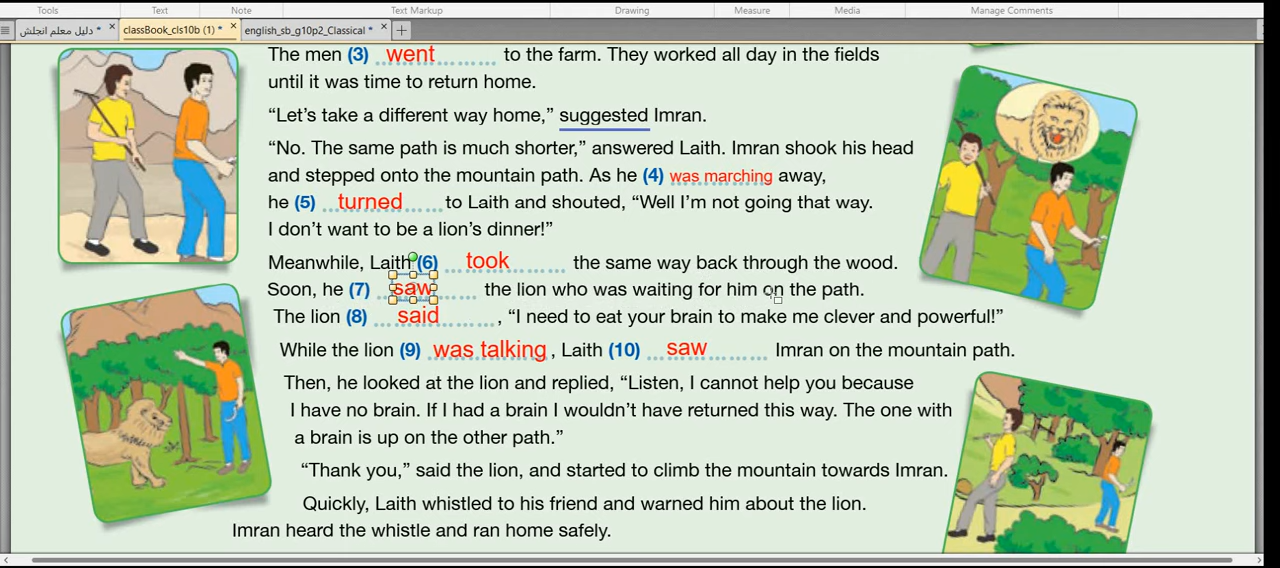 Tools Text Note Text Markup Drawing Measure Media Manage Comments
دليل معلم انجلش * × classBook_cls10b (1) * × english_sb_g10p2_Classical * × +
The men (3) went to the farm. They worked all day in the fields
until it was time to return home.
“Let’s take a different way home,” suggested Imran.
“No. The same path is much shorter,” answered Laith. Imran shook his head
and stepped onto the mountain path. As he (4) was marching away,
he (5) turned to Laith and shouted, “Well I’m not going that way.
I don’t want to be a lion’s dinner!”
Meanwhile, Laith (6) took the same way back through the wood.
Soon, he (7) saw the lion who was waiting for him on the path.
The lion (8) said , “I need to eat your brain to make me clever and powerful!”
While the lion (9) was talking , Laith (10) saw Imran on the mountain path.
Then, he looked at the lion and replied, “Listen, I cannot help you because
I have no brain. If I had a brain I wouldn’t have returned this way. The one with
a brain is up on the other path.”
“Thank you,” said the lion, and started to climb the mountain towards Imran.
Quickly, Laith whistled to his friend and warned him about the lion.
Imran heard the whistle and ran home safely.